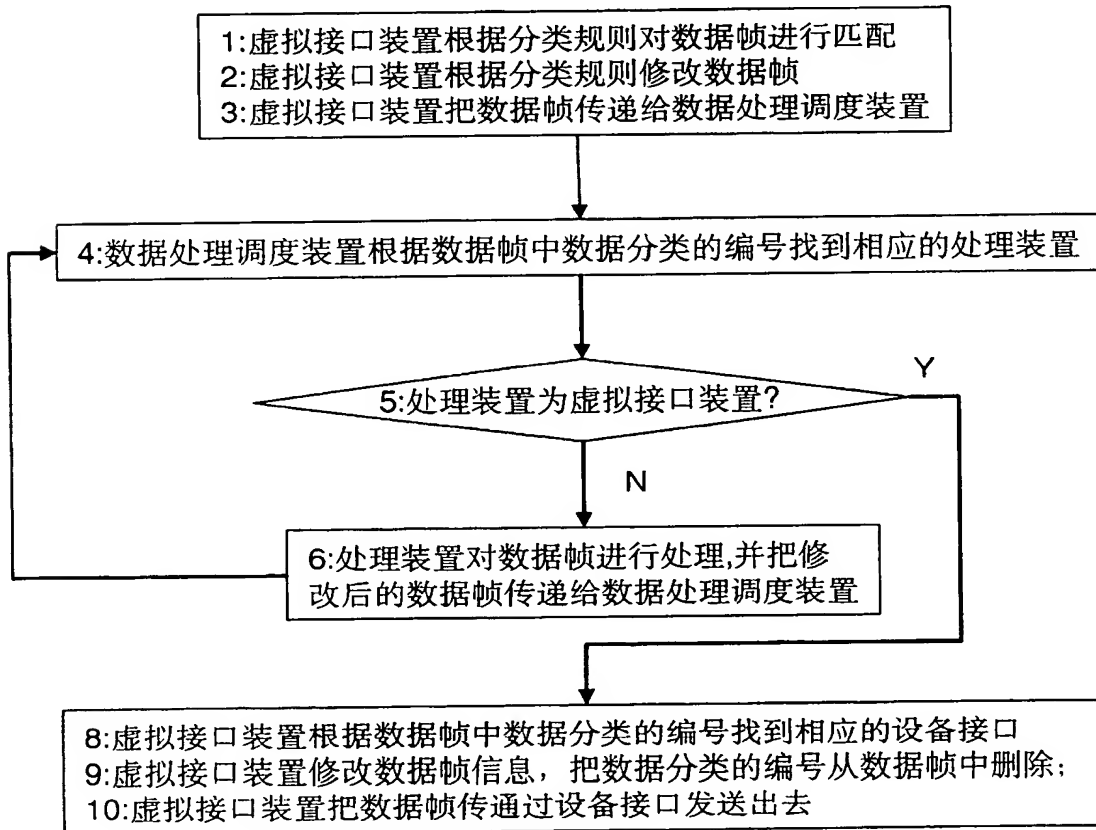 1:虚拟接口装置根据分类规则对数据帧进行匹配
2:虚拟接口装置根据分类规则修改数据帧
3:虚拟接口装置把数据帧传递给数据处理调度装置
4:数据处理调度装置根据数据帧中数据分类的编号找到相应的处理装置
5:处理装置为虚拟接口装置?
Y
N
6:处理装置对数据帧进行处理,并把修
改后的数据帧传递给数据处理调度装置
8:虚拟接口装置根据数据帧中数据分类的编号找到相应的设备接口
9:虚拟接口装置修改数据帧信息，把数据分类的编号从数据帧中删除；
10:虚拟接口装置把数据帧传通过设备接口发送出去